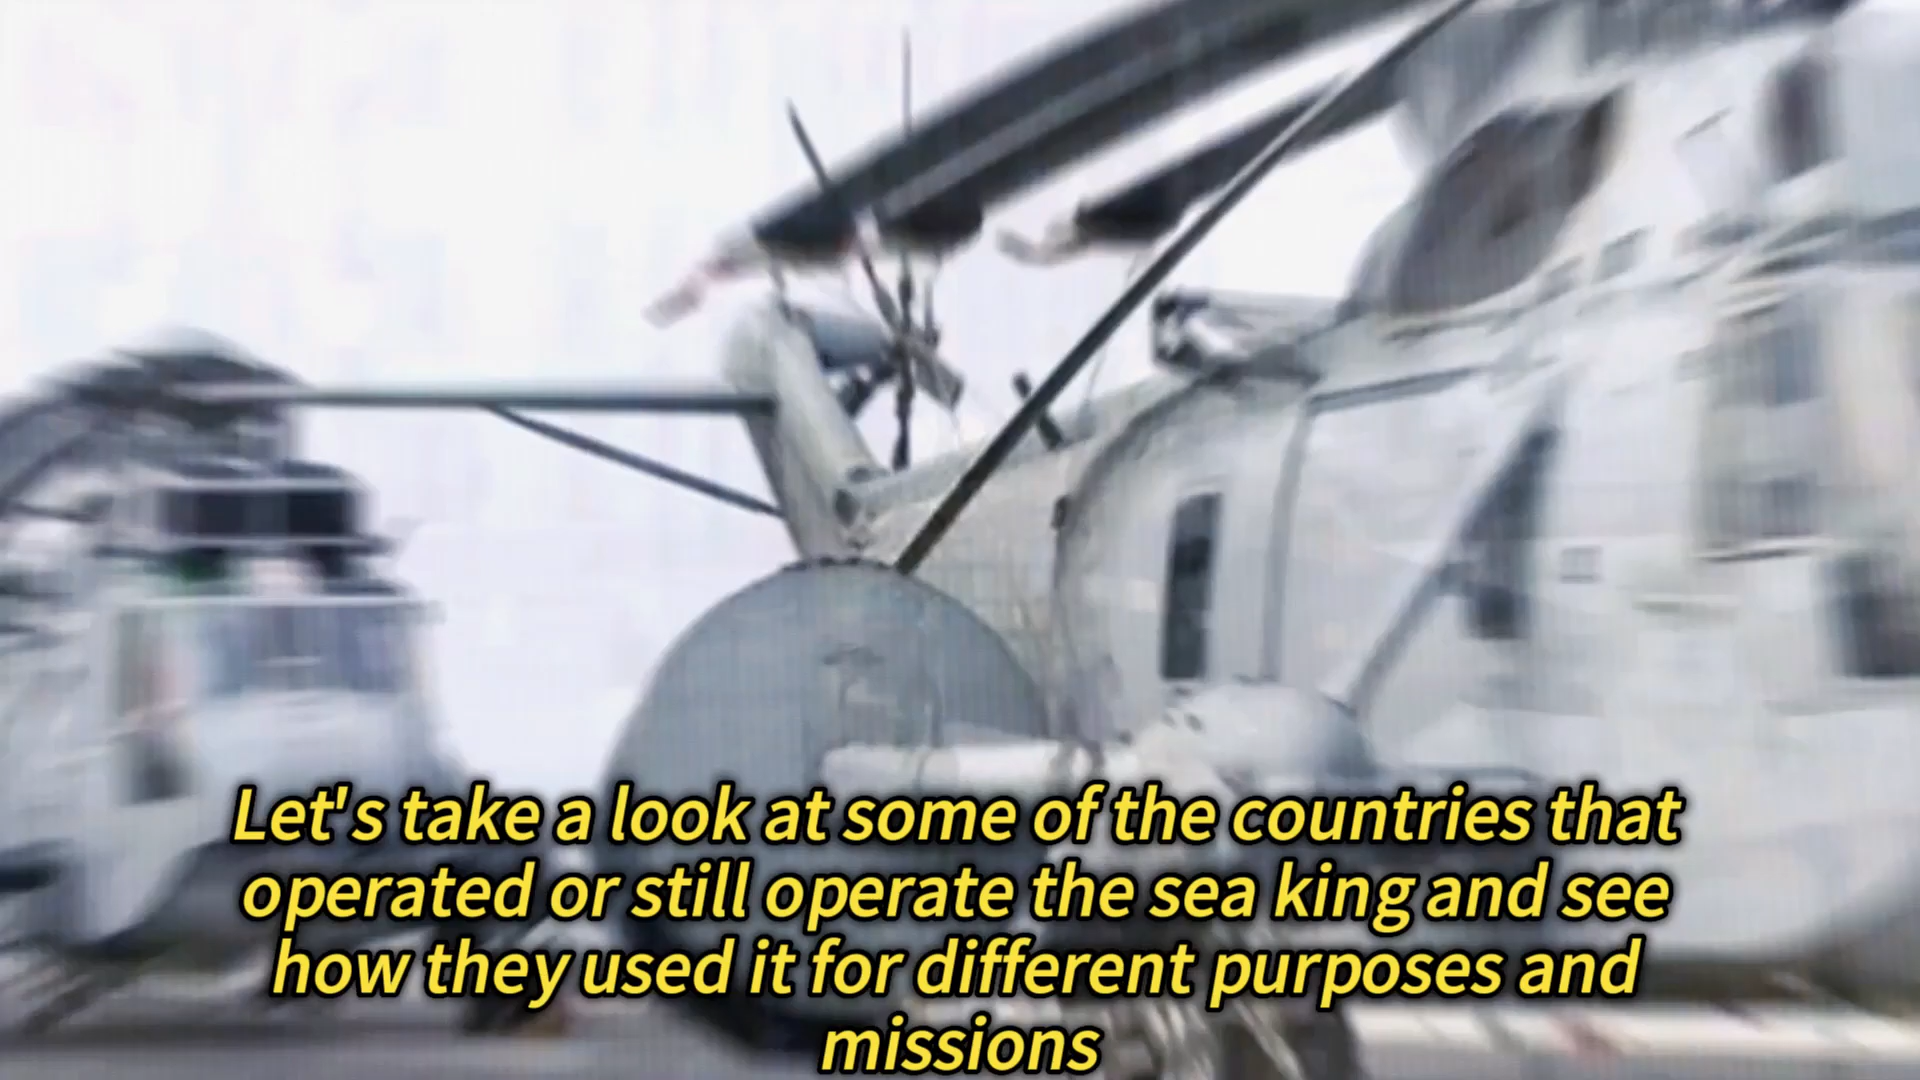 Let's take a look at some of the countries that
operated or still operate the sea king and see
how they used it for different purposes and
missions